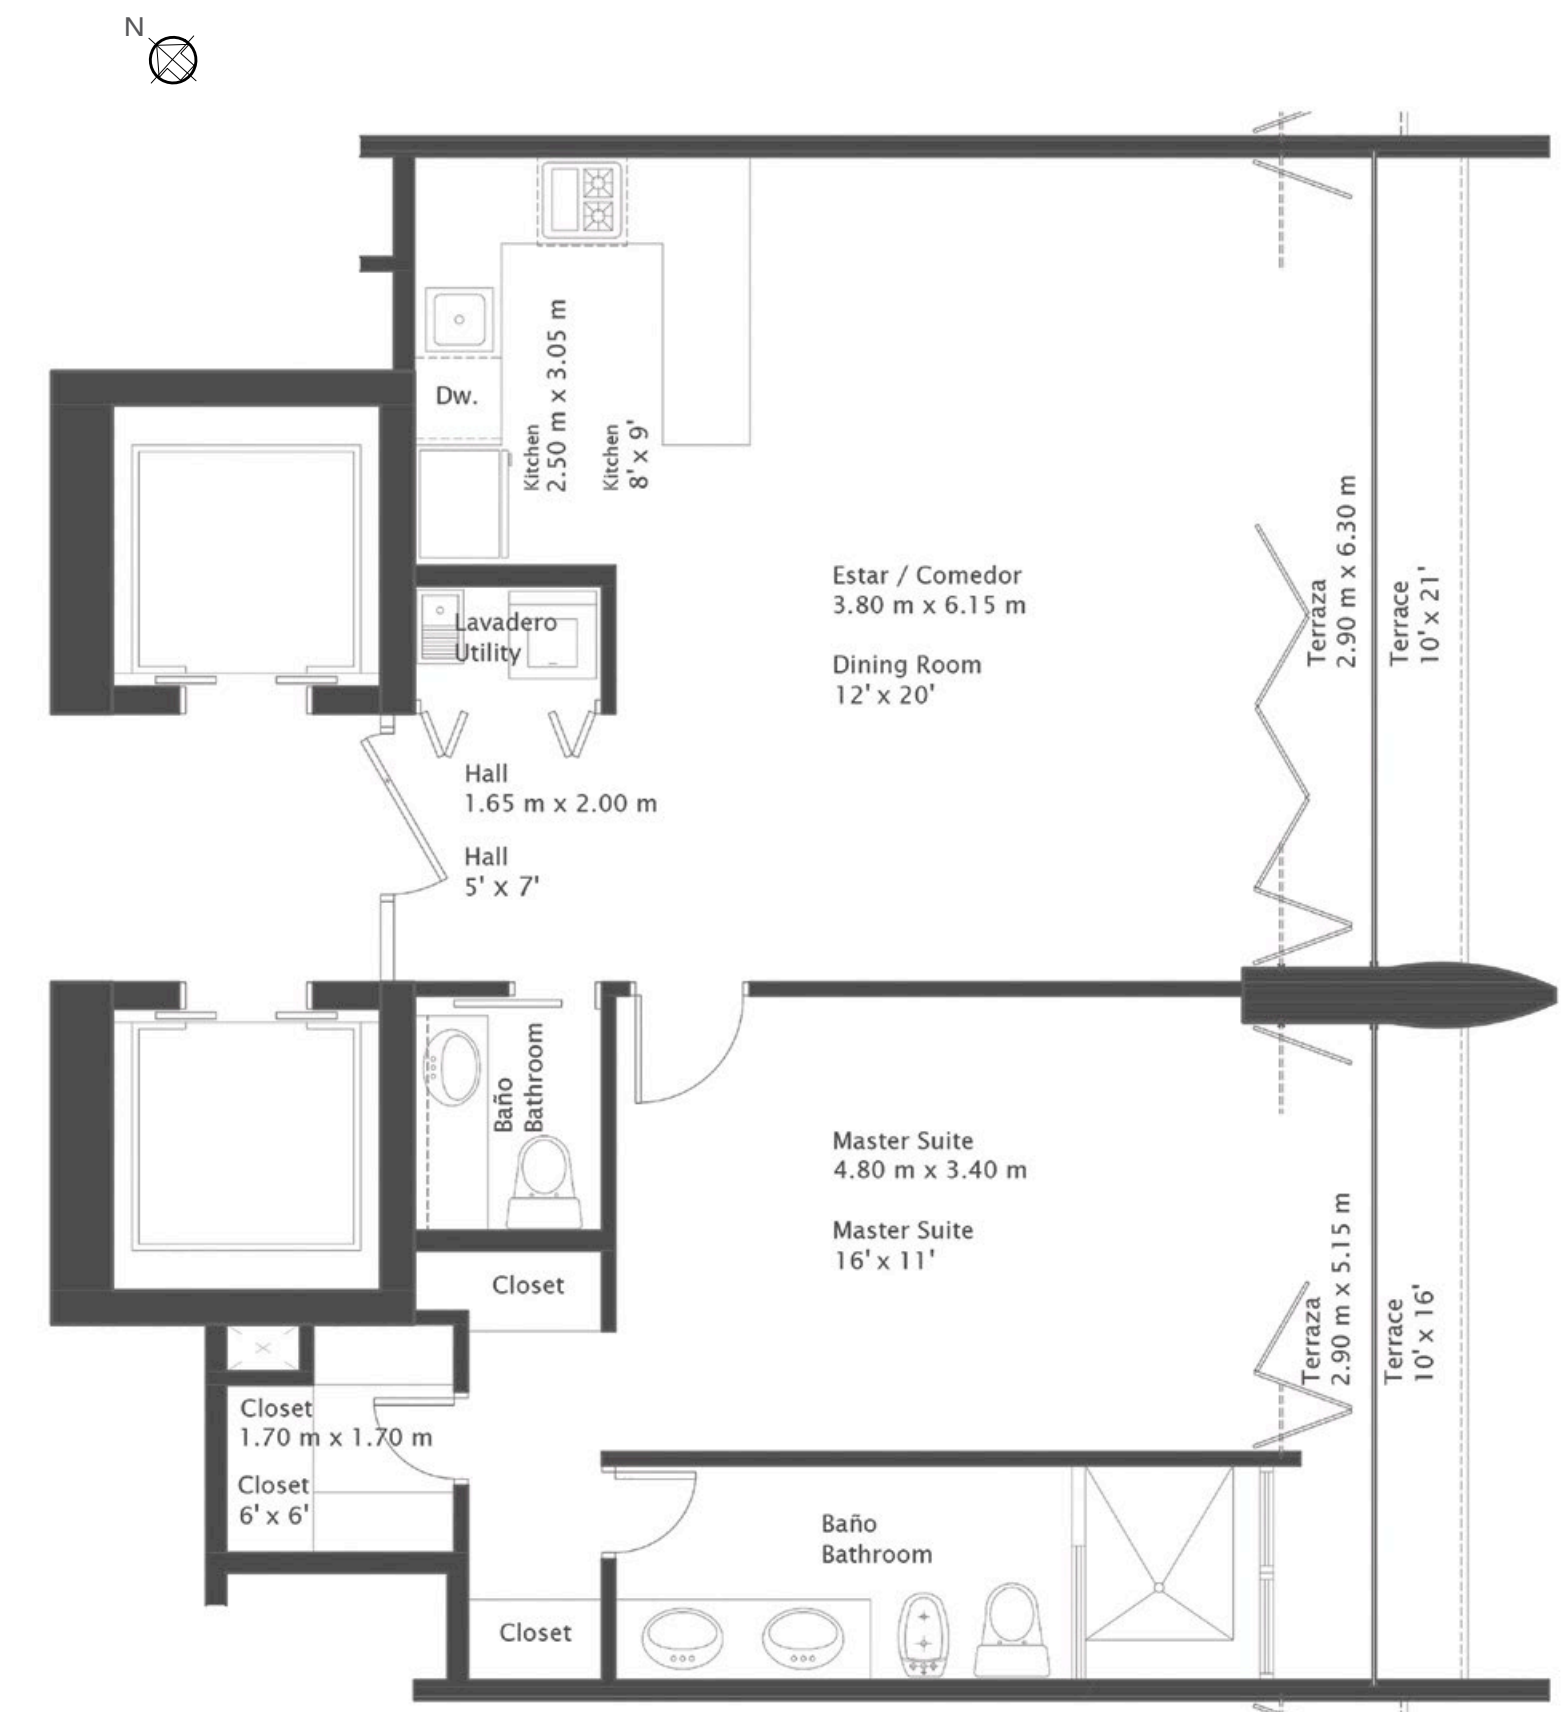 N
Dw.
Kitchen
2.50 m x 3.05 m
Kitchen
8' x 9'
Lavadero
Utility
Estar / Comedor
3.80 m x 6.15 m
Dining Room
12' x 20'
Terraza
2.90 m x 6.30 m
Terrace
10' x 21'
Hall
1.65 m x 2.00 m
Hall
5' x 7'
Baño
Bathroom
Master Suite
4.80 m x 3.40 m
Master Suite
16' x 11'
Terraza
2.90 m x 5.15 m
Terrace
10' x 16'
Closet
Closet
1.70 m x 1.70 m
Closet
6' x 6'
Baño
Bathroom
Closet